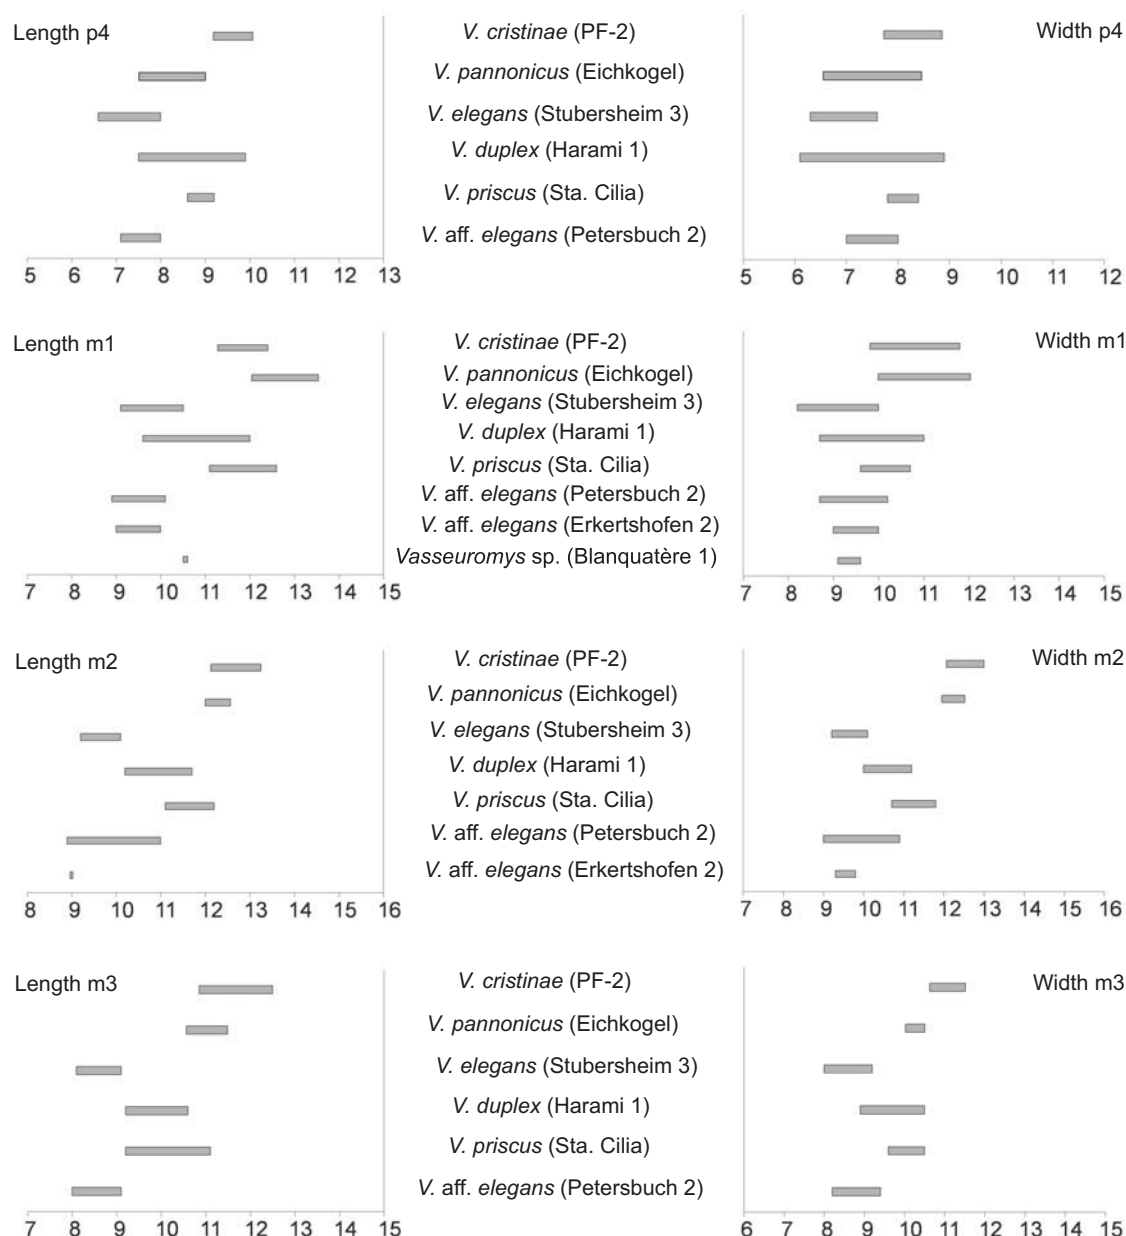 Length p4
V. cristinae (PF-2)
Width p4
V. pannonicus (Eichkogel)
V. elegans (Stubersheim 3)
V. duplex (Harami 1)
V. priscus (Sta. Cilia)
V. aff. elegans (Petersbuch 2)
5 6 7 8 9 10 11 12 13
5 6 7 8 9 10 11 12
Length m1
V. cristinae (PF-2)
Width m1
V. pannonicus (Eichkogel)
V. elegans (Stubersheim 3)
V. duplex (Harami 1)
V. priscus (Sta. Cilia)
V. aff. elegans (Petersbuch 2)
V. aff. elegans (Erkertshofen 2)
Vasseuromys sp. (Blanquatère 1)
7 8 9 10 11 12 13 14 15
7 8 9 10 11 12 13 14 15
Length m2
V. cristinae (PF-2)
Width m2
V. pannonicus (Eichkogel)
V. elegans (Stubersheim 3)
V. duplex (Harami 1)
V. priscus (Sta. Cilia)
V. aff. elegans (Petersbuch 2)
V. aff. elegans (Erkertshofen 2)
8 9 10 11 12 13 14 15 16
7 8 9 10 11 12 13 14 15 16
Length m3
V. cristinae (PF-2)
Width m3
V. pannonicus (Eichkogel)
V. elegans (Stubersheim 3)
V. duplex (Harami 1)
V. priscus (Sta. Cilia)
V. aff. elegans (Petersbuch 2)
7 8 9 10 11 12 13 14 15
6 7 8 9 10 11 12 13 14 15